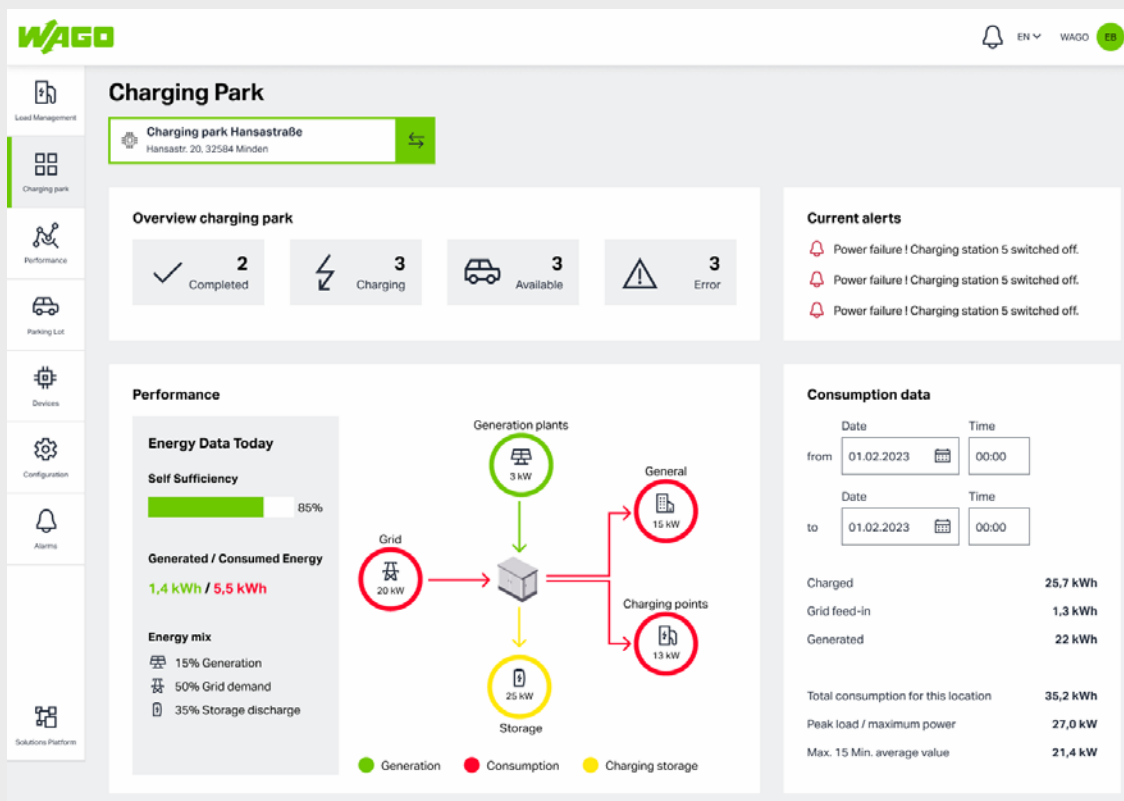 WAGO
EN
WAGO
EB
Load Management
Charging park
Performance
Parking Lot
Devices
Configuration
Alarms
Solutions Platform
Charging Park
Charging park Hansastraße
Hansastr. 20, 32584 Minden
Overview charging park
2
Completed
3
Charging
3
Available
3
Error
Current alerts
Power failure ! Charging station 5 switched off.
Power failure ! Charging station 5 switched off.
Power failure ! Charging station 5 switched off.
Performance
Energy Data Today
Self Sufficiency
85%
Generated / Consumed Energy
1,4 kWh / 5,5 kWh
Energy mix
15% Generation
50% Grid demand
35% Storage discharge
Generation plants
3 kW
General
15 kW
Grid
20 kW
Charging points
13 kW
25 kW
Storage
Generation
Consumption
Charging storage
Consumption data
Date Time
from 01.02.2023 00:00
Date Time
to 01.02.2023 00:00
Charged 25,7 kWh
Grid feed-in 1,3 kWh
Generated 22 kWh
Total consumption for this location 35,2 kWh
Peak load / maximum power 27,0 kW
Max. 15 Min. average value 21,4 kW